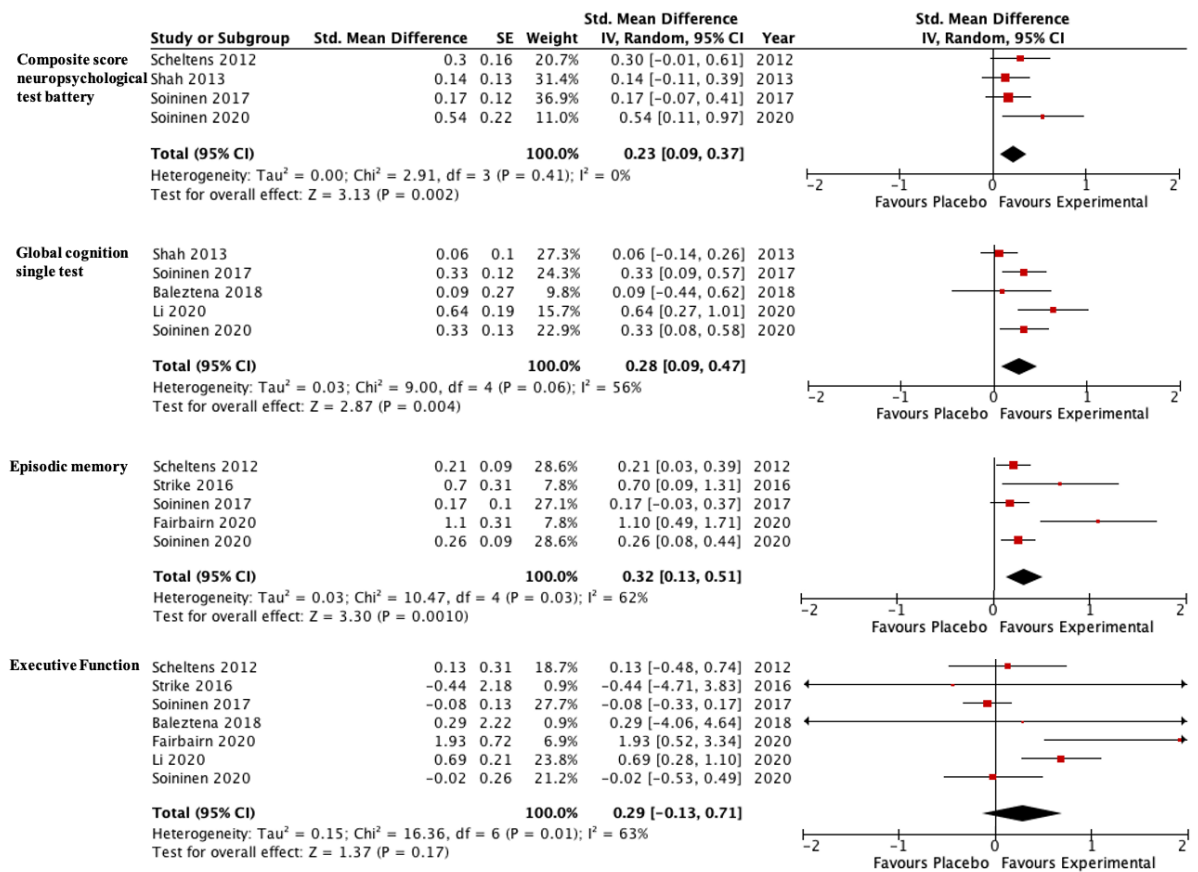 Std. Mean Difference Std. Mean Difference
Study or Subgroup Std. Mean Difference SE Weight IV, Random, 95% CI Year IV, Random, 95% CI
Composite score
neuropsychological
test battery
Scheltens 2012 0.3 0.16 20.7% 0.30 [−0.01, 0.61] 2012
Shah 2013 0.14 0.13 31.4% 0.14 [−0.11, 0.39] 2013
Soininen 2017 0.17 0.12 36.9% 0.17 [−0.07, 0.41] 2017
Soininen 2020 0.54 0.22 11.0% 0.54 [0.11, 0.97] 2020
Total (95% CI) 100.0% 0.23 [0.09, 0.37]
Heterogeneity: Tau² = 0.00; Chi² = 2.91, df = 3 (P = 0.41); I² = 0%
Test for overall effect: Z = 3.13 (P = 0.002)
−2 −1 0 1 2
Favours Placebo Favours Experimental
Global cognition
single test
Shah 2013 0.06 0.1 27.3% 0.06 [−0.14, 0.26] 2013
Soininen 2017 0.33 0.12 24.3% 0.33 [0.09, 0.57] 2017
Baleztena 2018 0.09 0.27 9.8% 0.09 [−0.44, 0.62] 2018
Li 2020 0.64 0.19 15.7% 0.64 [0.27, 1.01] 2020
Soininen 2020 0.33 0.13 22.9% 0.33 [0.08, 0.58] 2020
Total (95% CI) 100.0% 0.28 [0.09, 0.47]
Heterogeneity: Tau² = 0.03; Chi² = 9.00, df = 4 (P = 0.06); I² = 56%
Test for overall effect: Z = 2.87 (P = 0.004)
−2 −1 0 1 2
Favours Placebo Favours Experimental
Episodic memory
Scheltens 2012 0.21 0.09 28.6% 0.21 [0.03, 0.39] 2012
Strike 2016 0.7 0.31 7.8% 0.70 [0.09, 1.31] 2016
Soininen 2017 0.17 0.1 27.1% 0.17 [−0.03, 0.37] 2017
Fairbairn 2020 1.1 0.31 7.8% 1.10 [0.49, 1.71] 2020
Soininen 2020 0.26 0.09 28.6% 0.26 [0.08, 0.44] 2020
Total (95% CI) 100.0% 0.32 [0.13, 0.51]
Heterogeneity: Tau² = 0.03; Chi² = 10.47, df = 4 (P = 0.03); I² = 62%
Test for overall effect: Z = 3.30 (P = 0.0010)
−2 −1 0 1 2
Favours Placebo Favours Experimental
Executive Function
Scheltens 2012 0.13 0.31 18.7% 0.13 [−0.48, 0.74] 2012
Strike 2016 −0.44 2.18 0.9% −0.44 [−4.71, 3.83] 2016
Soininen 2017 −0.08 0.13 27.7% −0.08 [−0.33, 0.17] 2017
Baleztena 2018 0.29 2.22 0.9% 0.29 [−4.06, 4.64] 2018
Fairbairn 2020 1.93 0.72 6.9% 1.93 [0.52, 3.34] 2020
Li 2020 0.69 0.21 23.8% 0.69 [0.28, 1.10] 2020
Soininen 2020 −0.02 0.26 21.2% −0.02 [−0.53, 0.49] 2020
Total (95% CI) 100.0% 0.29 [−0.13, 0.71]
Heterogeneity: Tau² = 0.15; Chi² = 16.36, df = 6 (P = 0.01); I² = 63%
Test for overall effect: Z = 1.37 (P = 0.17)
−2 −1 0 1 2
Favours Placebo Favours Experimental